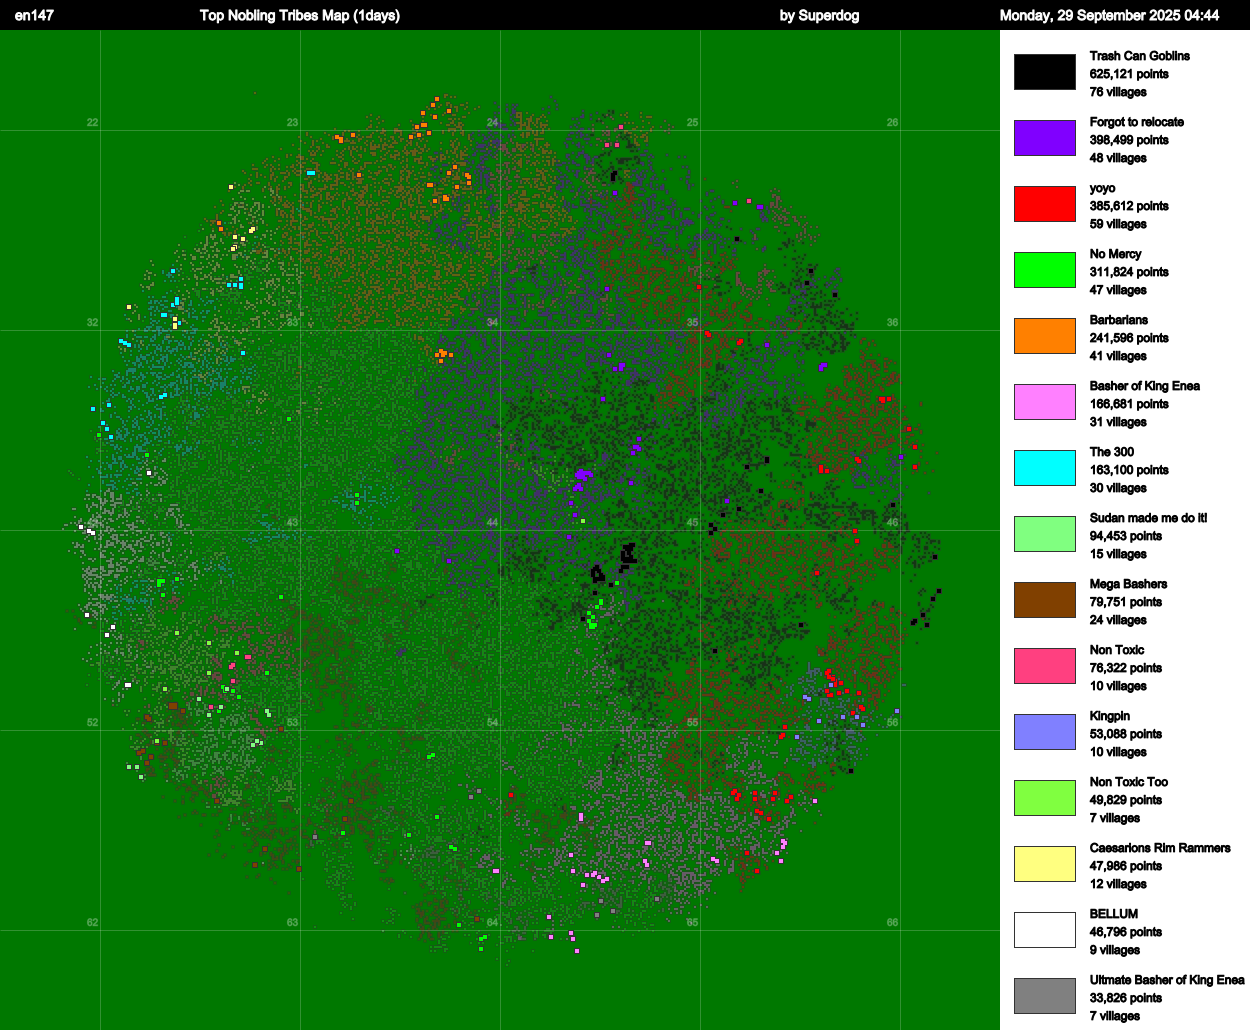 en147 Top Nobling Tribes Map (1days) by Superdog Monday, 29 September 2025 04:44
Trash Can Goblins
625,121 points
76 villages
Forgot to relocate
398,499 points
48 villages
yoyo
385,612 points
59 villages
No Mercy
311,824 points
47 villages
Barbarians
241,596 points
41 villages
Basher of King Enea
166,681 points
31 villages
The 300
163,100 points
30 villages
Sudan made me do it!
94,453 points
15 villages
Mega Bashers
79,751 points
24 villages
Non Toxic
76,322 points
10 villages
Kingpin
53,088 points
10 villages
Non Toxic Too
49,829 points
7 villages
Caesarions Rim Rammers
47,986 points
12 villages
BELLUM
46,796 points
9 villages
Ultmate Basher of King Enea
33,826 points
7 villages
22 23 24 25 26
32 33 34 35 36
43 44 45 46
52 53 54 55 56
62 63 64 65 66